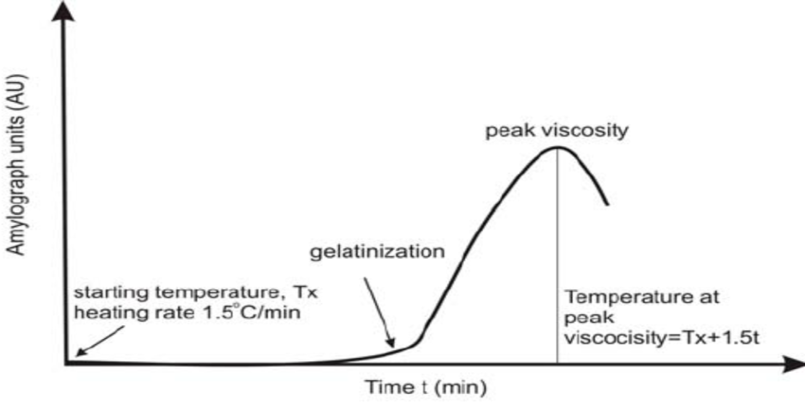 Amylograph units (AU)
peak viscosity
gelatinization
starting temperature, Tx
heating rate 1.5°C/min
Temperature at
peak
viscocisity=Tx+1.5t
Time t (min)